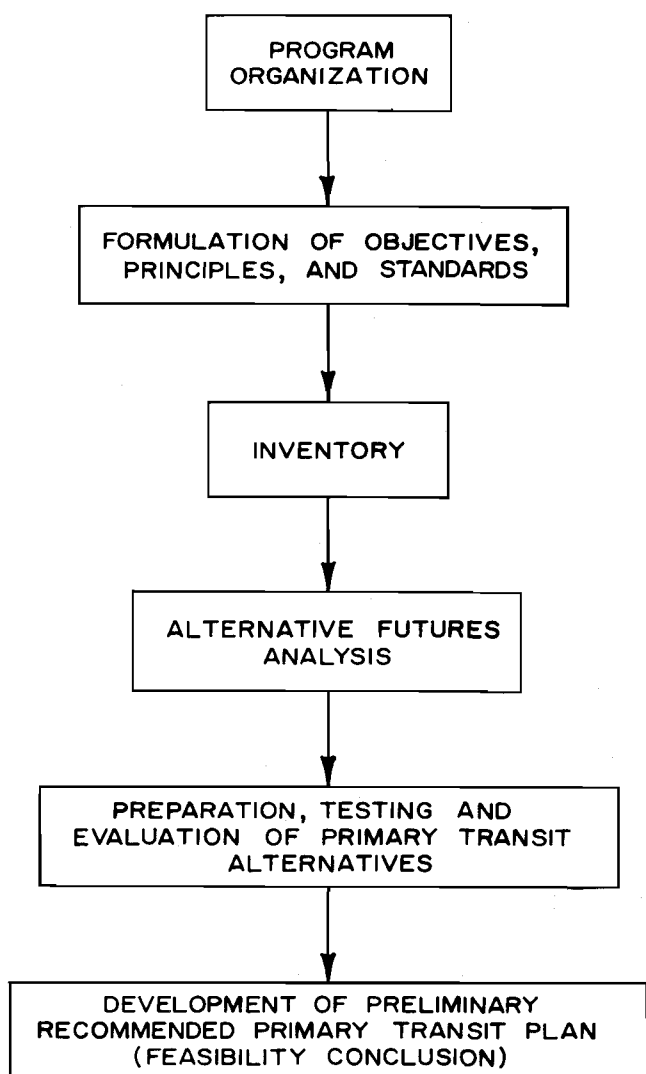 PROGRAM
ORGANIZATION
FORMULATION OF OBJECTIVES,
PRINCIPLES, AND STANDARDS
INVENTORY
ALTERNATIVE FUTURES
ANALYSIS
PREPARATION, TESTING AND
EVALUATION OF PRIMARY TRANSIT
ALTERNATIVES
DEVELOPMENT OF PRELIMINARY
RECOMMENDED PRIMARY TRANSIT PLAN
(FEASIBILITY CONCLUSION)